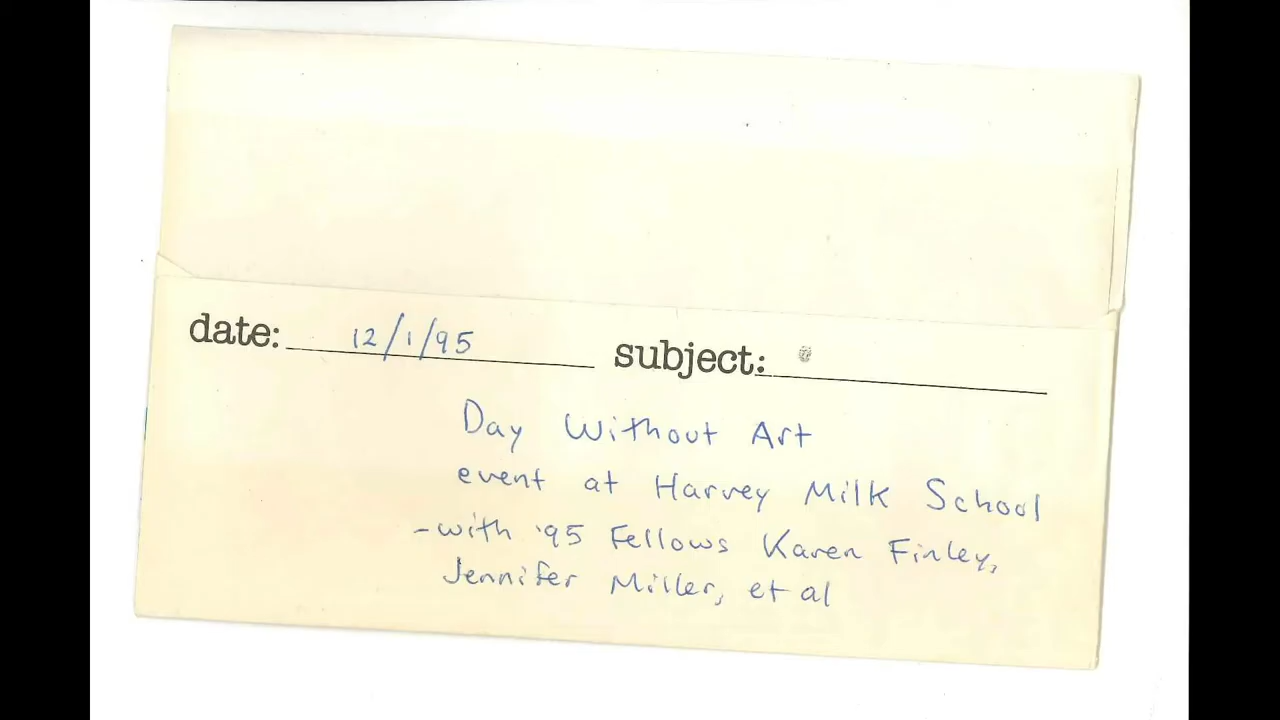 date: 12/1/95 subject:
Day Without Art
event at Harvey Milk School
- with '95 Fellows Karen Finley,
Jennifer Miller, et al